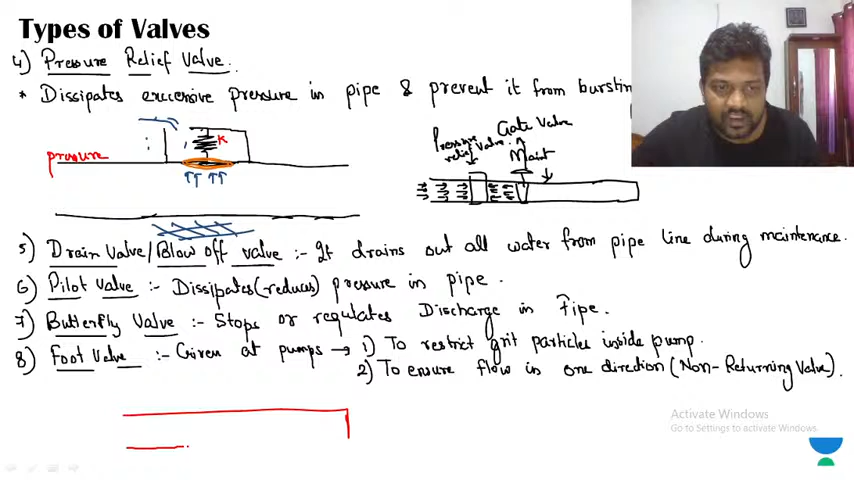 Types of Valves
4) Pressure Relief Valve.
* Dissipates excessive pressure in pipe & prevent it from burstin
pressure
K
Pressure relief valve.
Gate Valve
Maint
5) Drain Valve/Blow off valve :- It drains out all water from pipe line during maintenance.
6) Pilot valve :- Dissipates(reduces) pressure in pipe.
7) Butterfly Valve :- Stops or regulates Discharge in Pipe.
8) Foot Valve :- Given at pumps → 1) To restrict grit particles inside pump.
2) To ensure flow in one direction (Non-Returning Valve).
Activate Windows
Go to Settings to activate Windows.